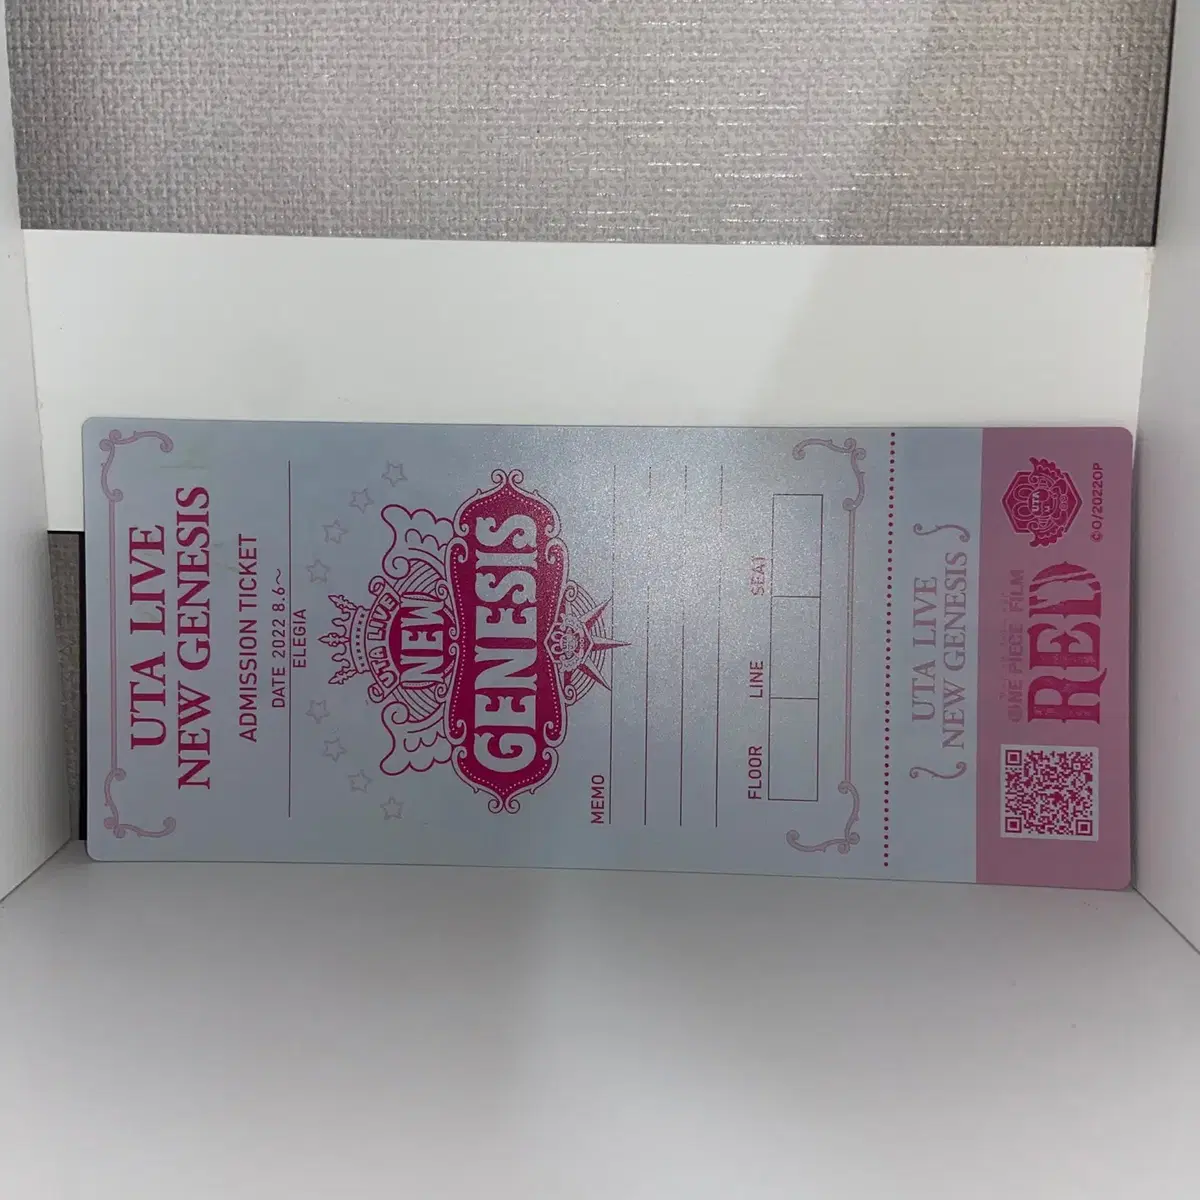 UTA LIVE
NEW GENESIS
ADMISSION TICKET
DATE 2022 8.6～
ELEGIA
UTA LIVE
NEW
GENESIS
MEMO
FLOOR LINE SEAT
UTA LIVE
NEW GENESIS
ONE PIECE FILM
RED
UTA
©O/2022OP